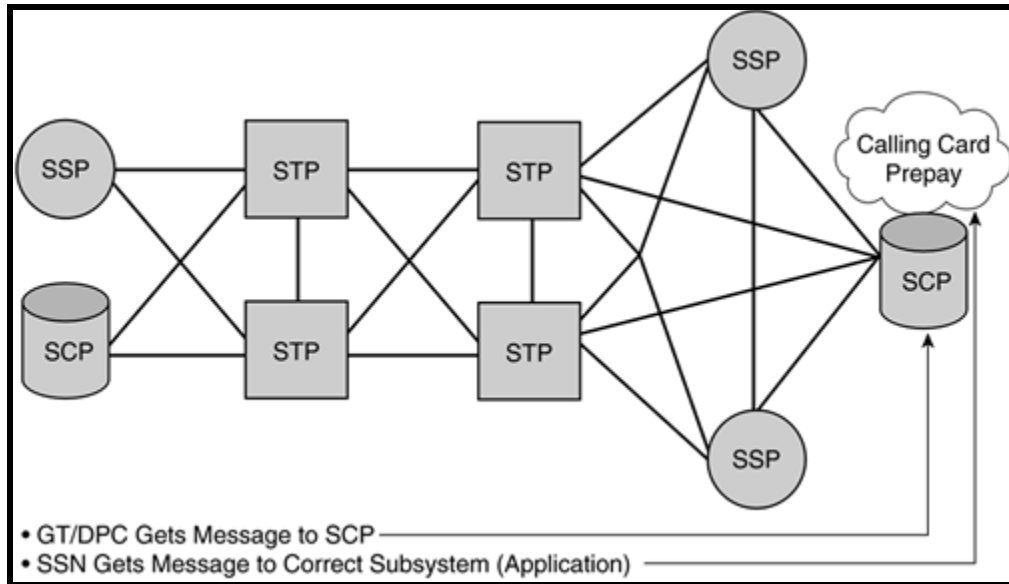 SSP
Calling Card
Prepay
SSP
STP
STP
SCP
SCP
STP
STP
SSP
• GT/DPC Gets Message to SCP
• SSN Gets Message to Correct Subsystem (Application)